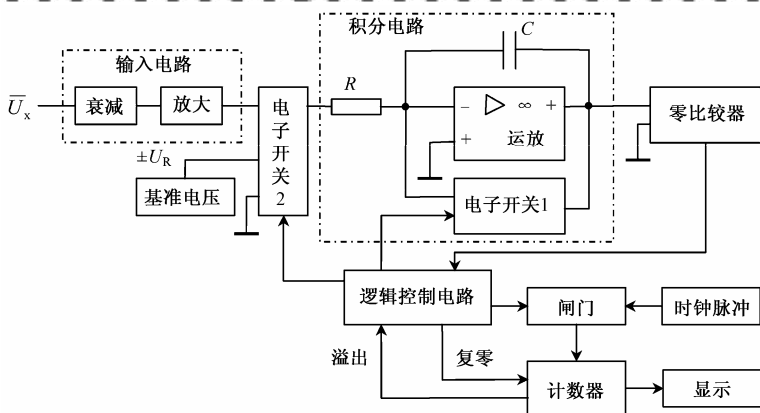 积分电路
C
输入电路
R
Ūx
衰减
放大
电子开关2
− ▷ ∞ +
+
运放
零比较器
±UR
基准电压
电子开关1
逻辑控制电路
闸门
时钟脉冲
溢出
复零
计数器
显示